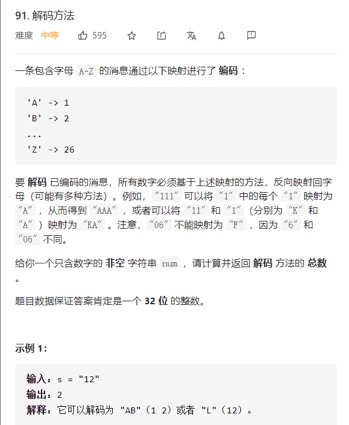 91. 解码方法
难度 中等 595
一条包含字母 A-Z 的消息通过以下映射进行了 编码 ：
'A' -> 1
'B' -> 2
...
'Z' -> 26
要 解码 已编码的消息，所有数字必须基于上述映射的方法，反向映射回字
母（可能有多种方法）。例如，"111" 可以将 "1" 中的每个 "1" 映射为
"A" ，从而得到 "AAA" ，或者可以将 "11" 和 "1"（分别为 "K" 和
"A" ）映射为 "KA" 。注意，"06" 不能映射为 "F" ，因为 "6" 和
"06" 不同。
给你一个只含数字的 非空 字符串 num ，请计算并返回 解码 方法的 总数
。
题目数据保证答案肯定是一个 32 位 的整数。
示例 1：
输入：s = "12"
输出：2
解释：它可以解码为 "AB"（1 2）或者 "L"（12）。